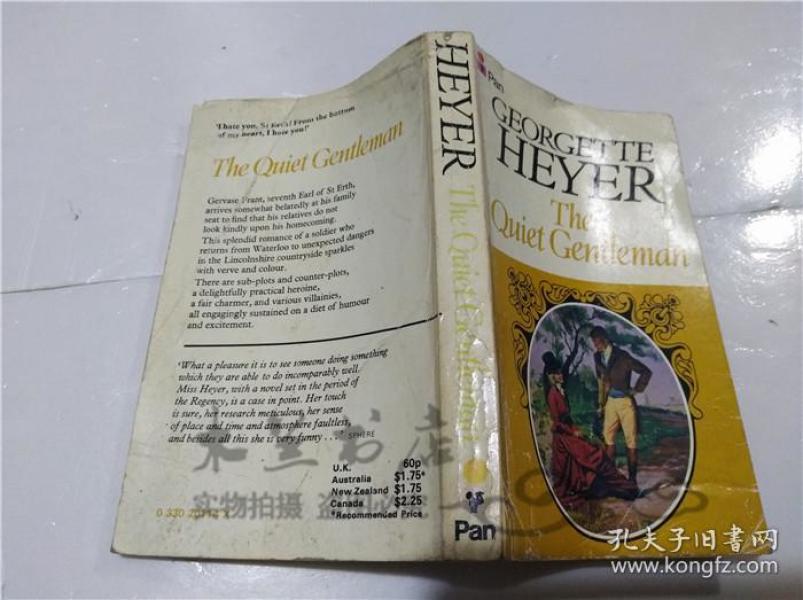 'I hate you, St Erth! From the bottom
of my heart, I hate you!'
The Quiet Gentleman
Gervase Frant, seventh Earl of St Erth,
arrives somewhat belatedly at his family
seat to find that his relatives do not
look kindly upon his homecoming.
This splendid romance of a soldier who
returns from Waterloo to unexpected dangers
in the Lincolnshire countryside sparkles
with verve and colour.
There are sub-plots and counter-plots,
a delightfully practical heroine,
a fair charmer, and various villainies,
all engagingly sustained on a diet of humour
and excitement.
'What a pleasure it is to see someone doing something
which they are able to do incomparably well.
Miss Heyer, with a novel set in the period of
the Regency, is a case in point. Her touch
is sure, her research meticulous, her sense
of place and time and atmosphere faultless,
and besides all this she is very funny . . .' SPHERE
U.K. 60p
Australia $1.75*
New Zealand $1.75
Canada $2.25
*Recommended Price
0 330
HEYER
The Quiet Gentleman
Pan
Pan
GEORGETTE
HEYER
The
Quiet Gentleman
木兰书店
实物拍摄
孔夫子旧书网
www.kongfz.com